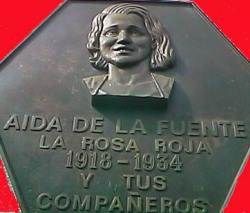 AIDA DE LA FUENTE
LA ROSA ROJA
1918-1934
Y TUS
COMPAÑEROS